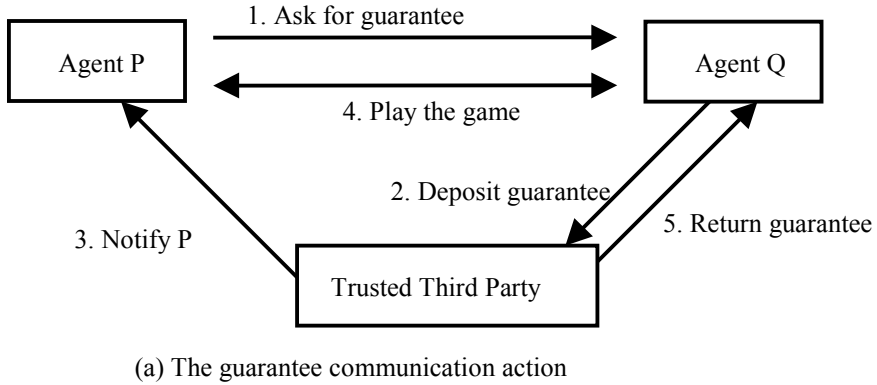 1. Ask for guarantee
Agent P
Agent Q
4. Play the game
2. Deposit guarantee
5. Return guarantee
3. Notify P
Trusted Third Party
(a) The guarantee communication action